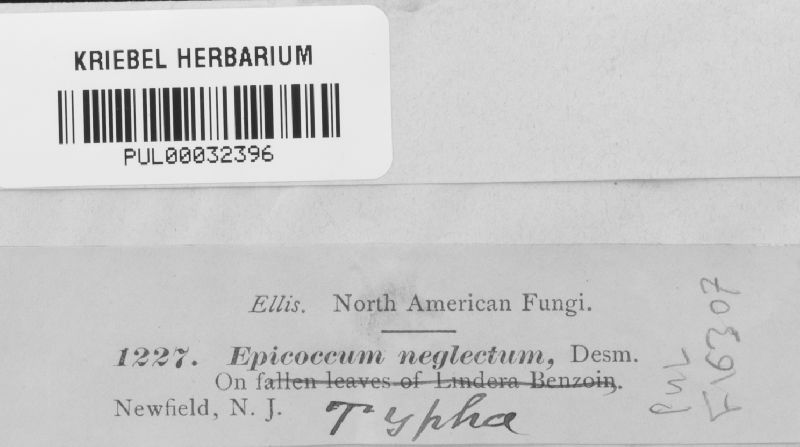 KRIEBEL HERBARIUM
PUL00032396
Ellis. North American Fungi.
1227. Epicoccum neglectum, Desm.
On fallen leaves of Lindera Benzoin.
Newfield, N. J. Typha
PUL
F16307